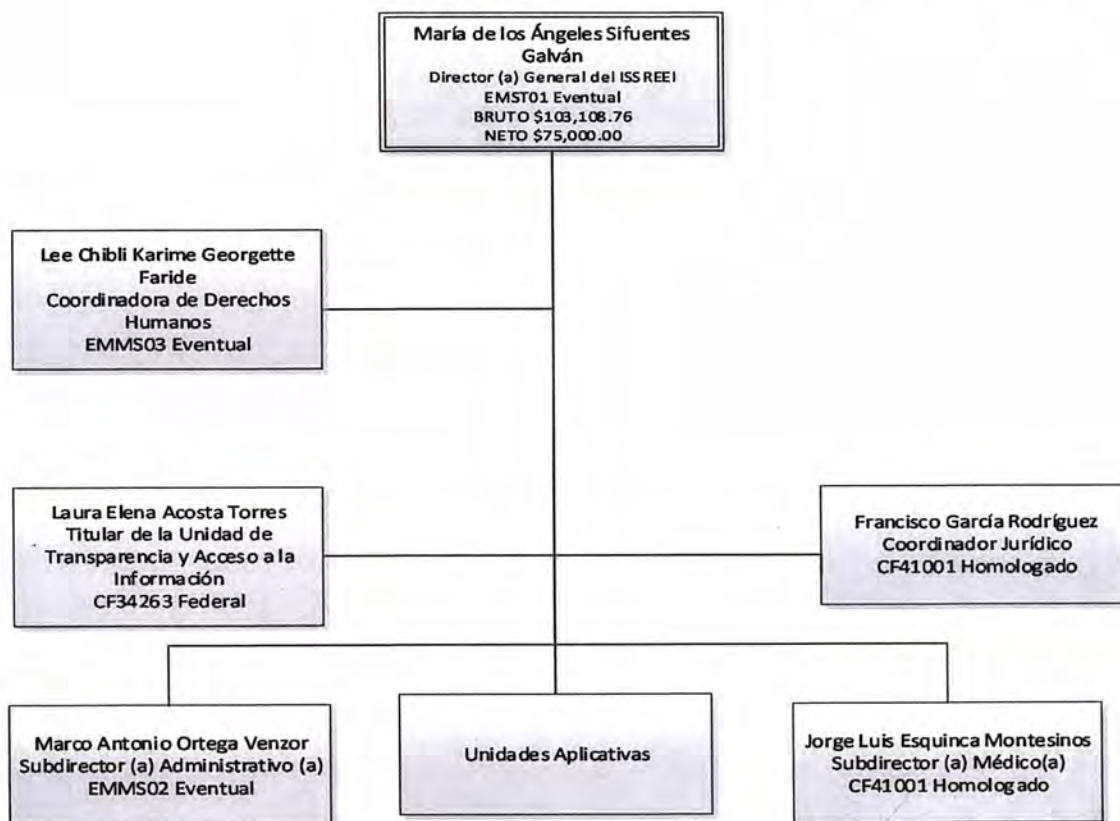 María de los Ángeles Sifuentes
Galván
Director (a) General del ISSREEI
EMST01 Eventual
BRUTO $103,108.76
NETO $75,000.00
Lee Chibli Karime Georgette
Faride
Coordinadora de Derechos
Humanos
EMMS03 Eventual
Laura Elena Acosta Torres
Titular de la Unidad de
Transparencia y Acceso a la
Información
CF34263 Federal
Francisco García Rodríguez
Coordinador Jurídico
CF41001 Homologado
Marco Antonio Ortega Venzor
Subdirector (a) Administrativo (a)
EMMS02 Eventual
Unidades Aplicativas
Jorge Luis Esquinca Montesinos
Subdirector (a) Médico(a)
CF41001 Homologado